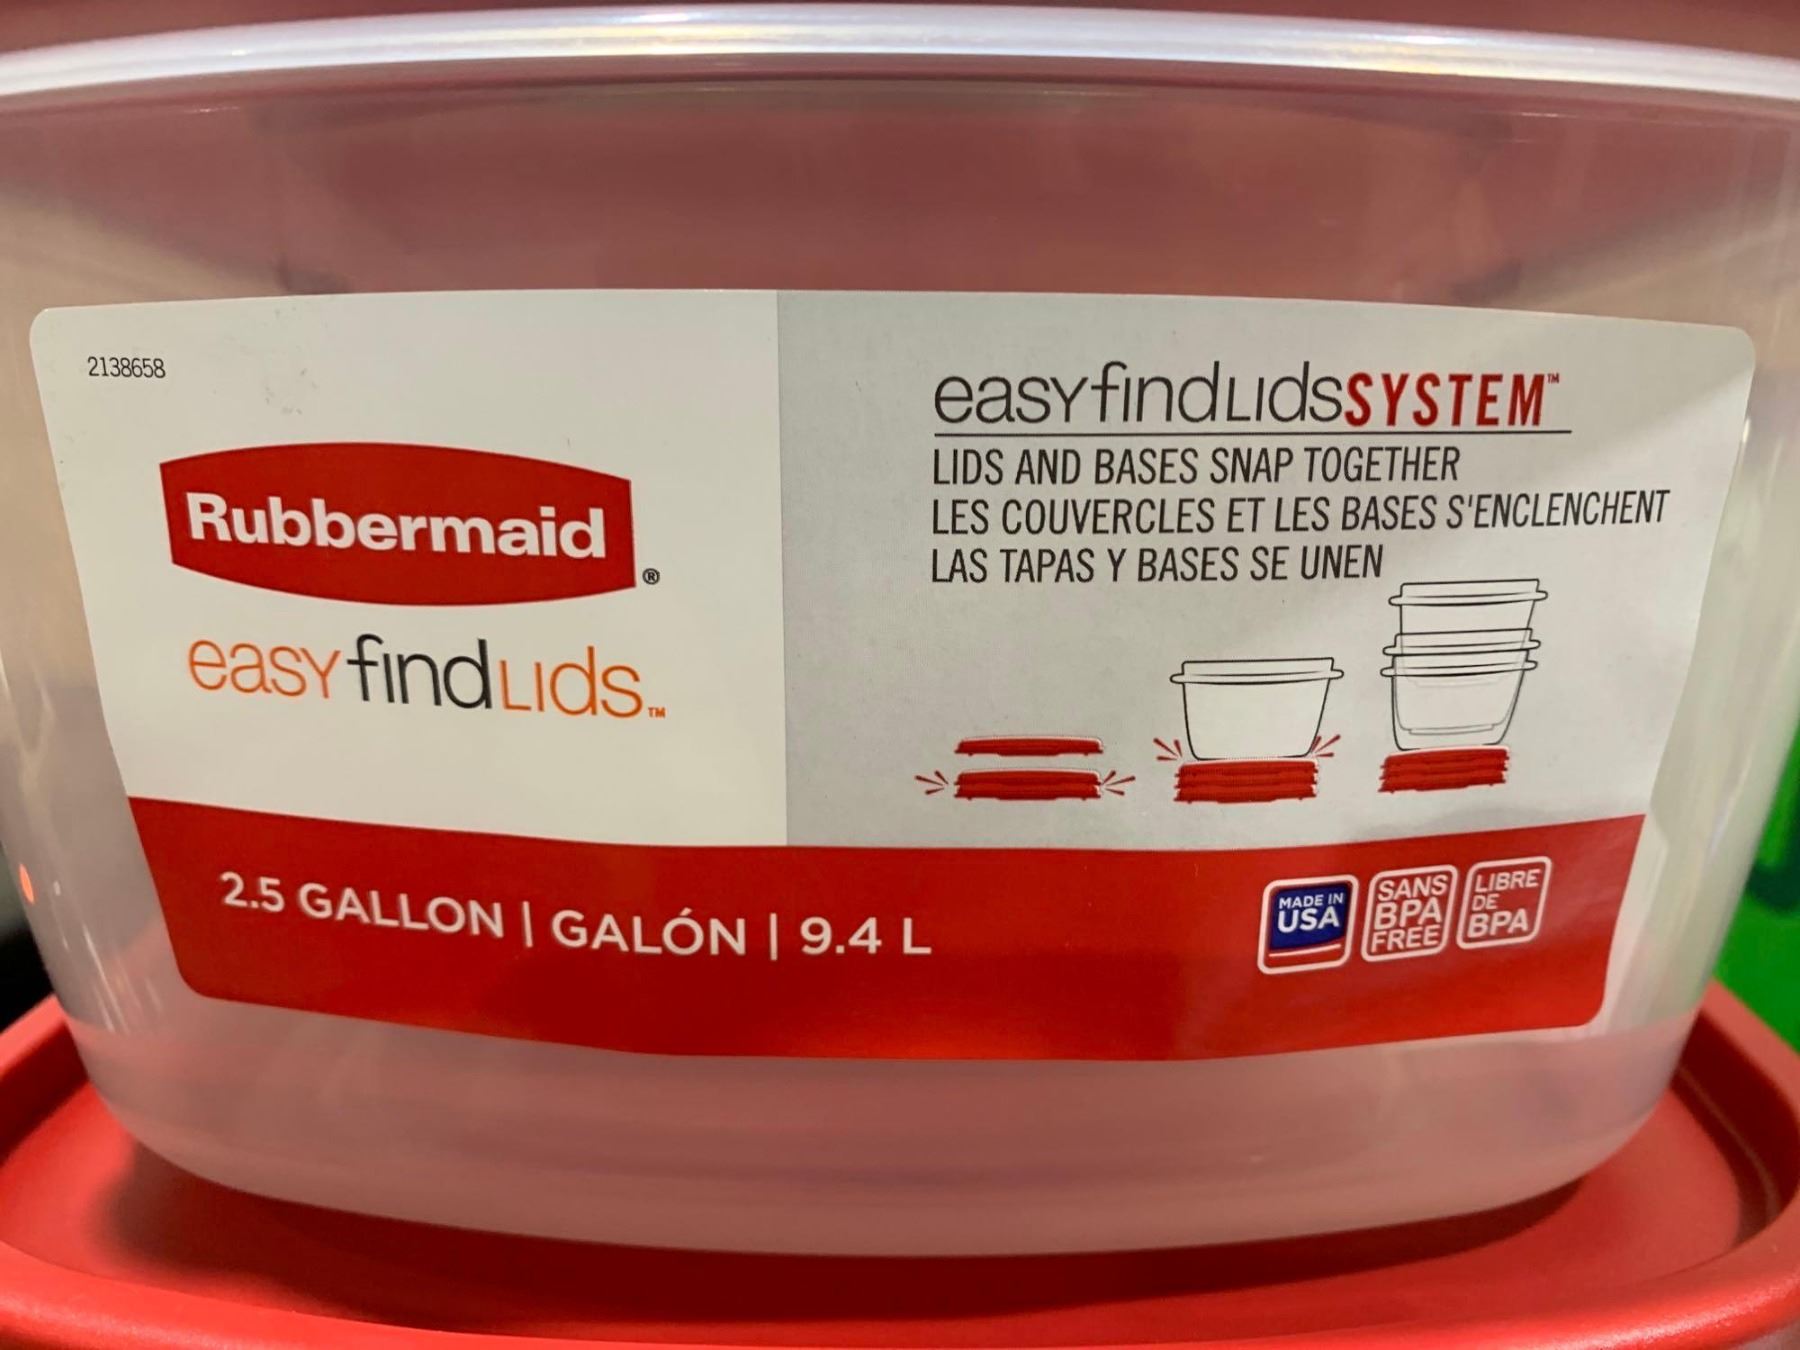 2138658
Rubbermaid®
easyfindLids™
easyfindLidsSYSTEM™
LIDS AND BASES SNAP TOGETHER
LES COUVERCLES ET LES BASES S'ENCLENCHENT
LAS TAPAS Y BASES SE UNEN
2.5 GALLON | GALÓN | 9.4 L
MADE IN
USA
SANS
BPA
FREE
LIBRE
DE
BPA